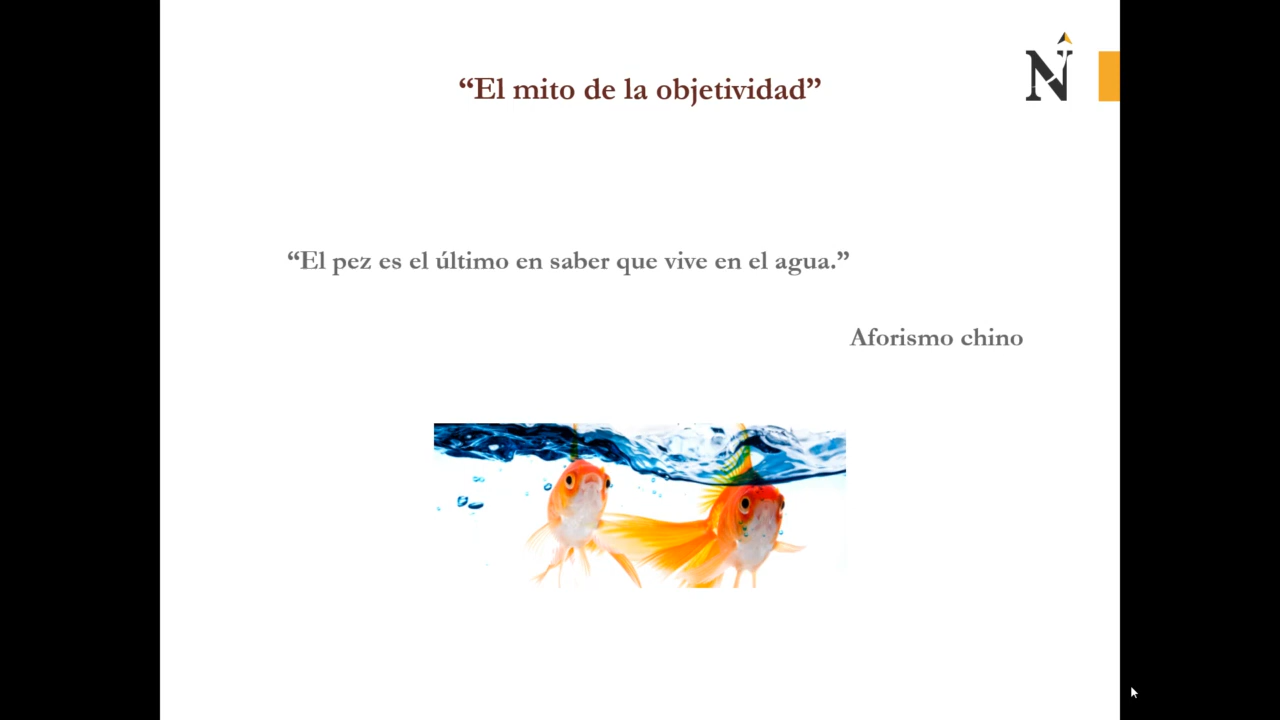 “El mito de la objetividad”
N
“El pez es el último en saber que vive en el agua.”
Aforismo chino